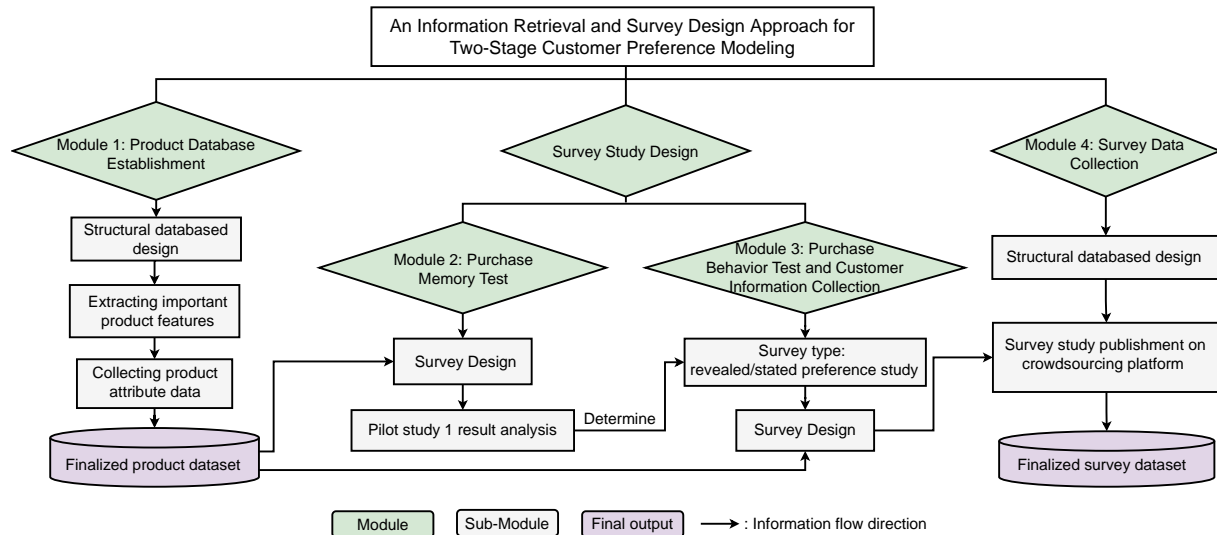 An Information Retrieval and Survey Design Approach for
Two-Stage Customer Preference Modeling
Module 1: Product Database
Establishment
Survey Study Design
Module 4: Survey Data
Collection
Structural databased
design
Extracting important
product features
Collecting product
attribute data
Finalized product dataset
Module 2: Purchase
Memory Test
Survey Design
Pilot study 1 result analysis
Determine
Module 3: Purchase
Behavior Test and Customer
Information Collection
Survey type:
revealed/stated preference study
Survey Design
Structural databased design
Survey study publishment on
crowdsourcing platform
Finalized survey dataset
Module
Sub-Module
Final output
: Information flow direction